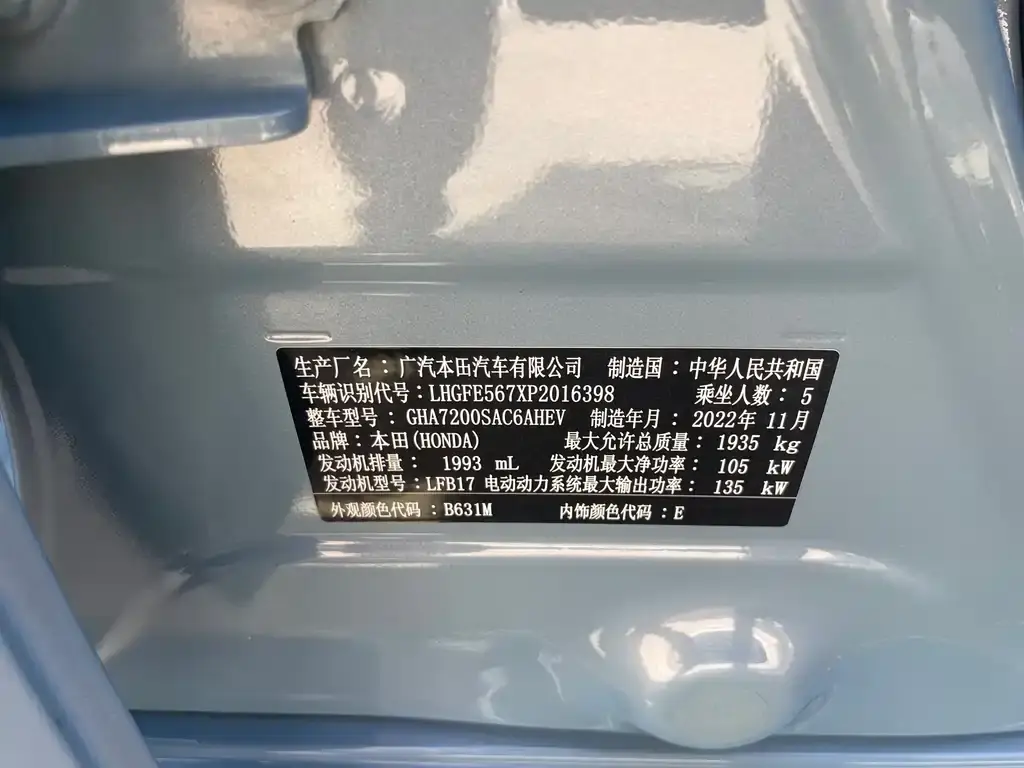 生产厂名：广汽本田汽车有限公司 制造国：中华人民共和国
车辆识别代号：LHGFE567XP2016398 乘坐人数：5
整车型号：GHA7200SAC6AHEV 制造年月：2022年 11月
品牌：本田(HONDA) 最大允许总质量：1935 kg
发动机排量：1993 mL 发动机最大净功率：105 kW
发动机型号：LFB17 电动动力系统最大输出功率：135 kW
外观颜色代码：B631M 内饰颜色代码：E